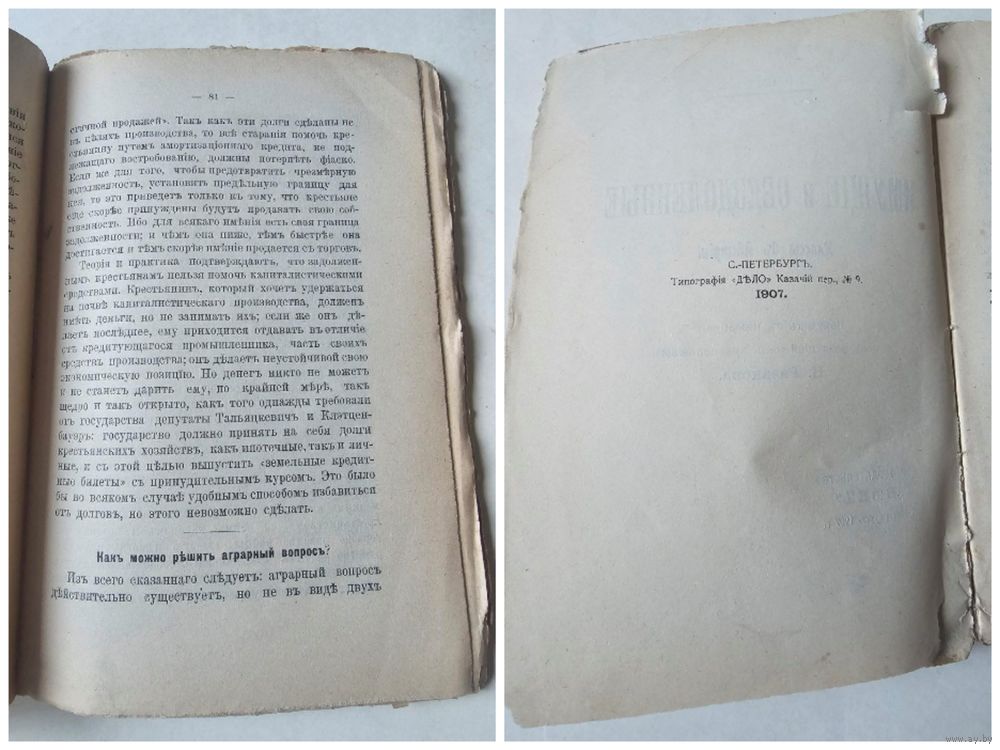 — 81 —
стичной продажей». Такъ какъ эти долги сдѣланы не
въ цѣляхъ производства, то всѣ старанія помочь кре-
стьянину путемъ амортизаціоннаго кредита, не под-
лежащаго востребованію, должны потерпѣть фіаско.
Если же для того, чтобы предотвратить чрезмѣрную
задолженность, установить предѣльную границу для
нея, то это приведетъ только къ тому, что крестьяне
еще скорѣе принуждены будутъ продавать свою соб-
ственность. Ибо для всякаго имѣнія есть своя граница
задолженности; и чѣмъ она ниже, тѣмъ быстрѣе она
достигается и тѣмъ скорѣе имѣніе продается съ торговъ.
Теорія и практика подтверждаютъ, что задолжен-
нымъ крестьянамъ нельзя помочь капиталистическими
средствами. Крестьянинъ, который хочетъ удержаться
на почвѣ капиталистическаго производства, долженъ
имѣть деньги, но не занимать ихъ; если же онъ дѣ-
лаетъ послѣднее, ему приходится отдавать въ отличіе
отъ кредитующагося промышленника, часть своихъ
средствъ производства; онъ дѣлаетъ неустойчивой свою
экономическую позицію. Но денегъ никто не можетъ
и не станетъ дарить ему, по крайней мѣрѣ, такъ
щедро и такъ открыто, какъ того однажды требовали
отъ государства депутаты Тальяцкевичъ и Клэтцен-
бауэръ: государство должно принять на себя долги
крестьянскихъ хозяйствъ, какъ ипотечные, такъ и лич-
ные, и съ этой цѣлью выпустить «земельные кредит-
ные билеты» съ принудительнымъ курсомъ. Это было
бы во всякомъ случаѣ удобнымъ способомъ избавиться
отъ долговъ, но этого невозможно сдѣлать.
Какъ можно рѣшить аграрный вопросъ?
Изъ всего сказаннаго слѣдуетъ: аграрный вопросъ
дѣйствительно существуетъ, но не въ видѣ двухъ
С.-ПЕТЕРБУРГЪ.
Типографія «ДѢЛО» Казачій пер., № 9.
1907.
www.ay.by